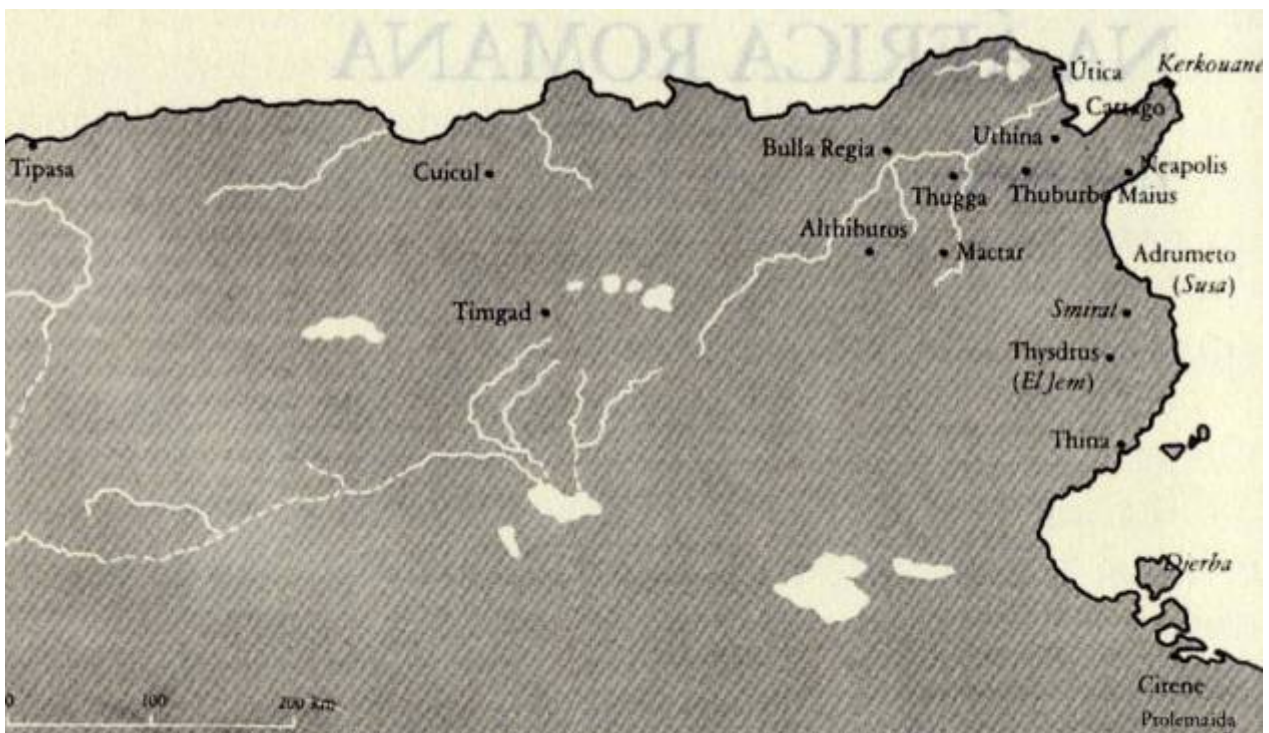 NA ÁFRICA ROMANA
Útica
Kerkouane
Cartago
Uthina
Bulla Regia
Tipasa
Cuicul
Neapolis
Thugga
Thuburbo Maius
Althiburos
Mactar
Adrumeto
(Susa)
Timgad
Smirat
Thysdrus
(El Jem)
Thina
Djerba
Cirene
Ptolemaida
0 100 200 km